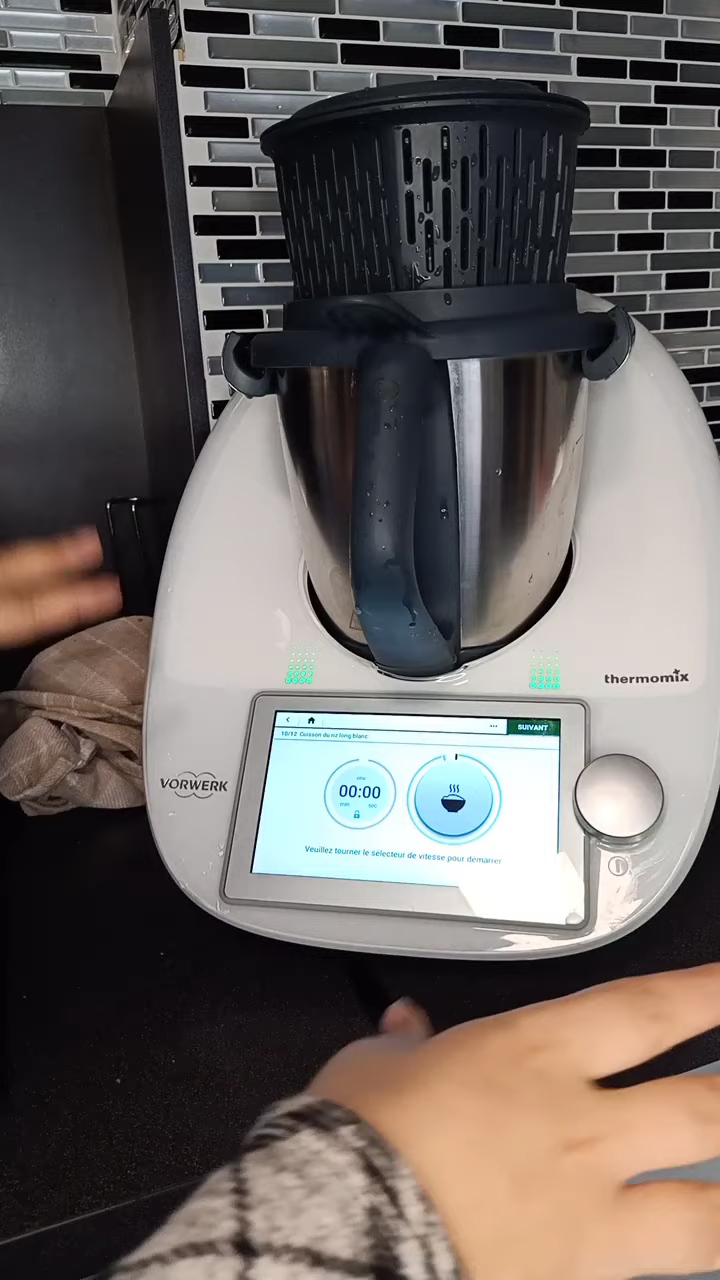 thermomix
SUIVANT
10/12 Cuisson du riz long blanc
00:00
min sec
Veuillez tourner le sélecteur de vitesse pour démarrer
VORWERK